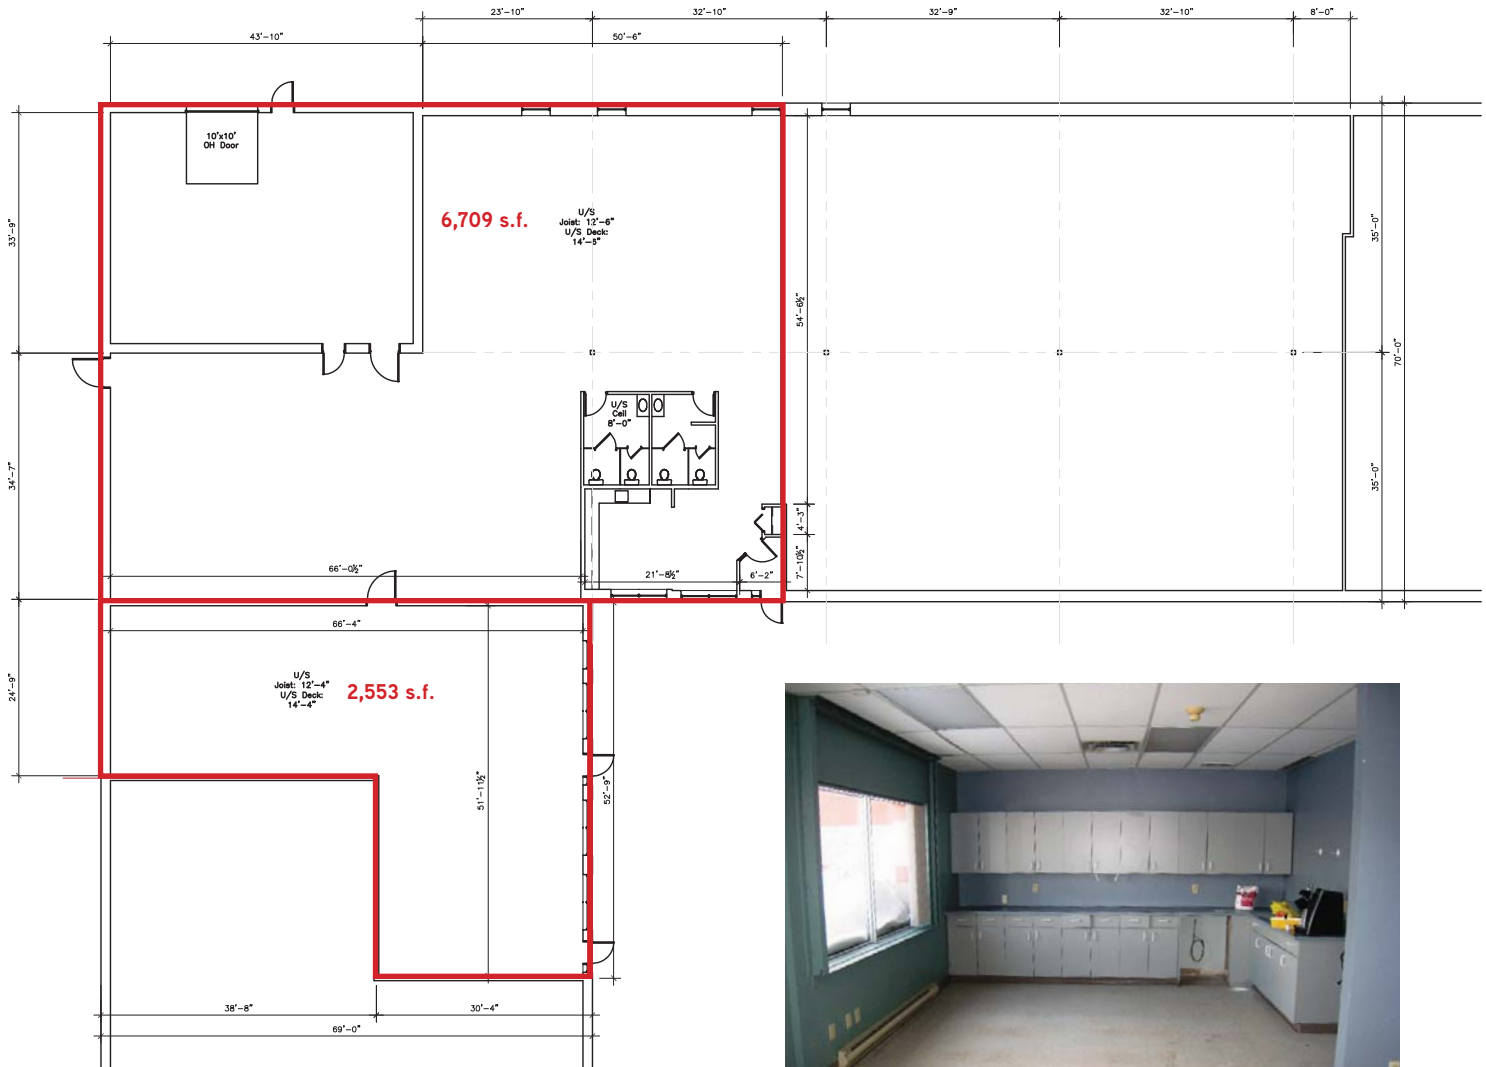 23'-10"
32'-10"
32'-9"
32'-10"
8'-0"
43'-10"
50'-6"
10'x10'
OH Door
33'-9"
6,709 s.f.
U/S
Joist: 12'-6"
U/S Deck:
14'-5"
35'-0"
54'-6½"
70'-0"
U/S
Ceil
8'-0"
34'-7"
35'-0"
4'-3"
7'-10½"
66'-0½"
21'-8½"
6'-2"
66'-4"
24'-9"
U/S
Joist: 12'-4"
U/S Deck:
14'-4"
2,553 s.f.
51'-11½"
52'-9"
38'-8"
30'-4"
69'-0"